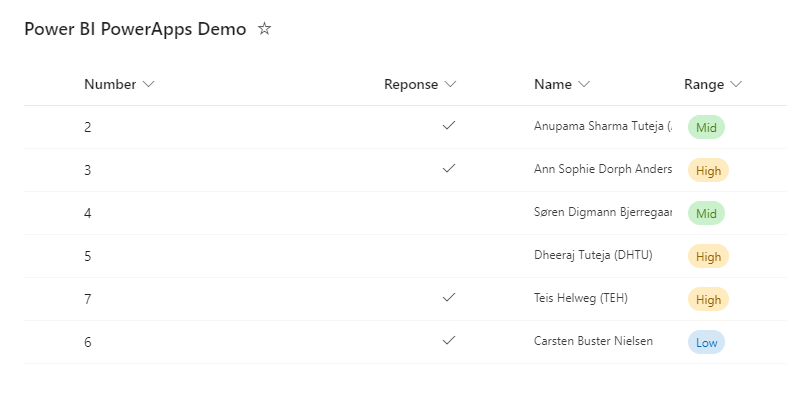 Power BI PowerApps Demo
Number Reponse Name Range
2 Anupama Sharma Tuteja (. Mid
3 Ann Sophie Dorph Anders High
4 Søren Digmann Bjerregaar Mid
5 Dheeraj Tuteja (DHTU) High
7 Teis Helweg (TEH) High
6 Carsten Buster Nielsen Low